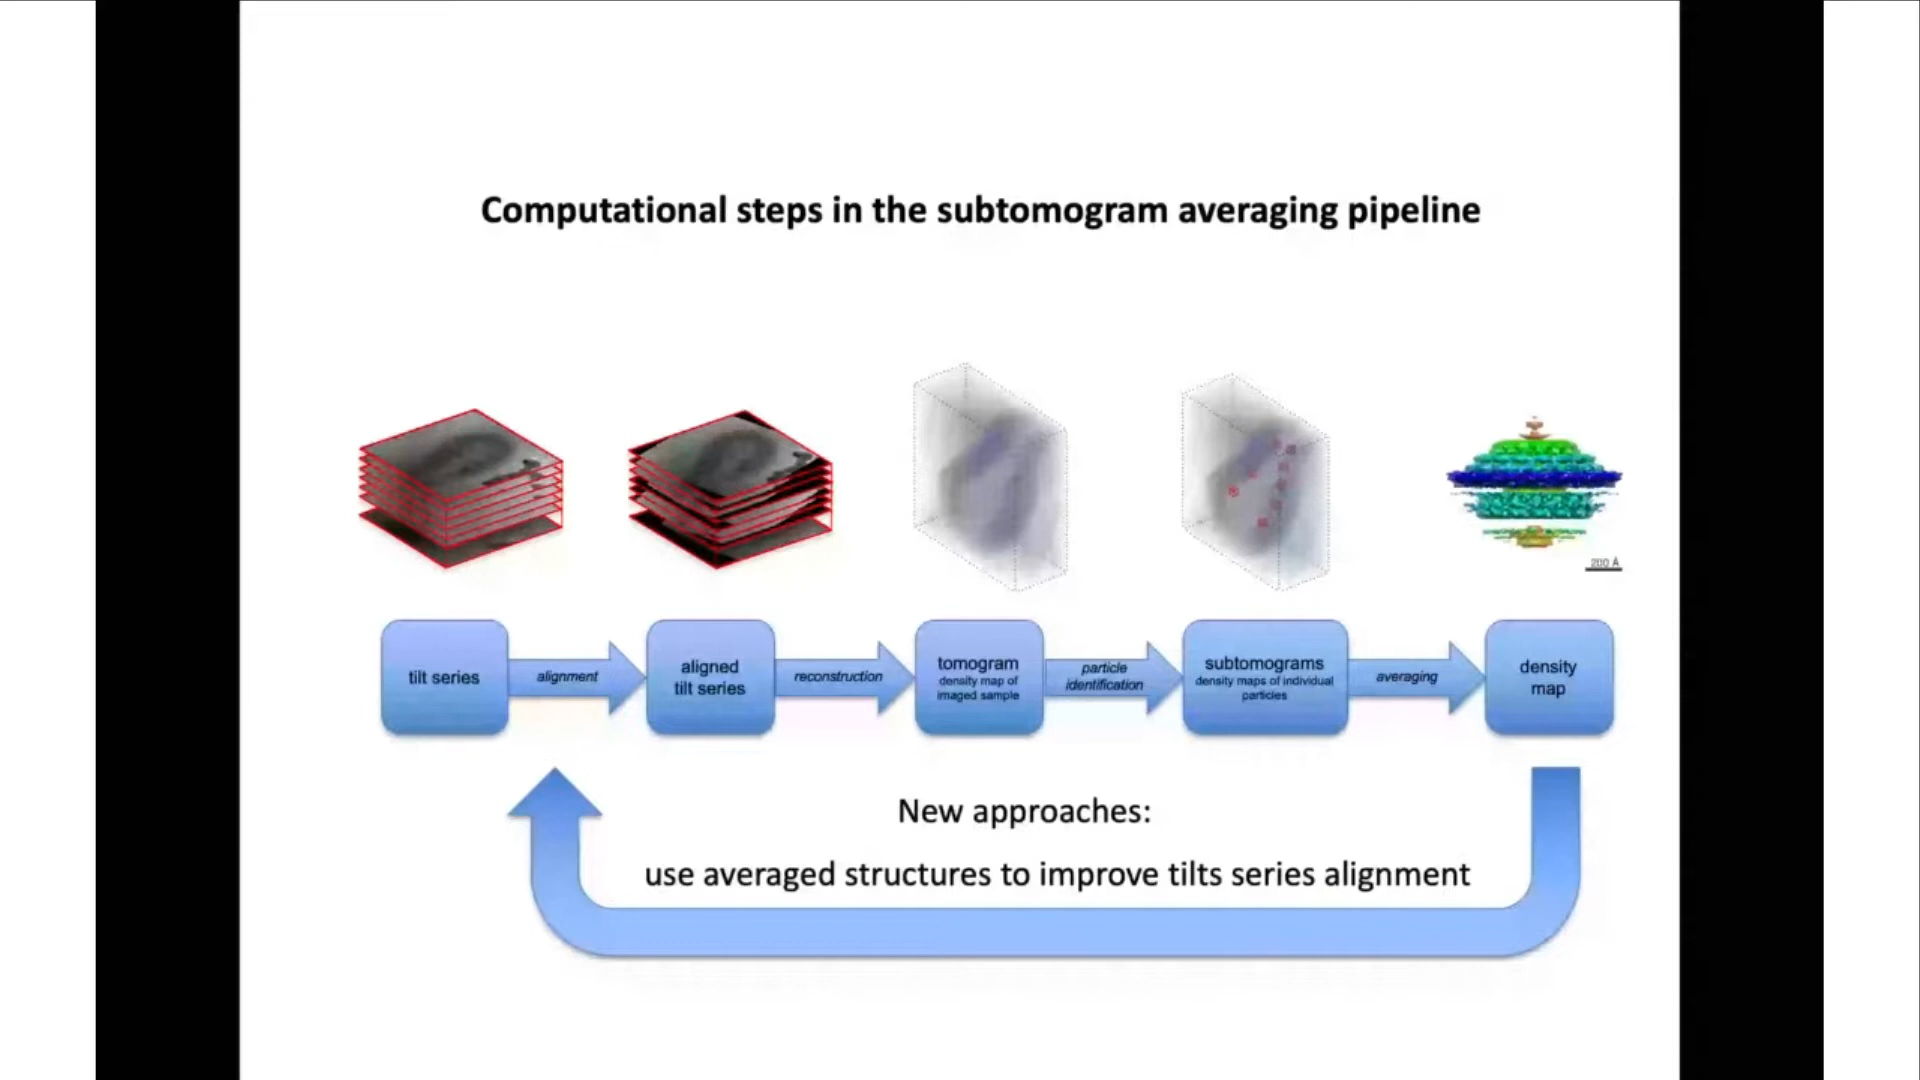 Computational steps in the subtomogram averaging pipeline
200 Å
tilt series
alignment
aligned
tilt series
reconstruction
tomogram
density map of
imaged sample
particle
identification
subtomograms
density maps of individual
particles
averaging
density
map
New approaches:
use averaged structures to improve tilts series alignment